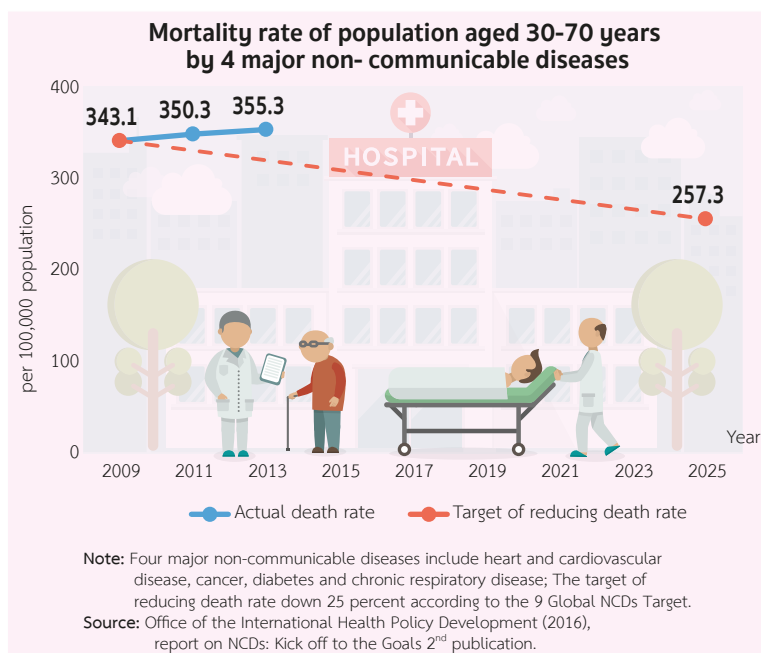 Mortality rate of population aged 30-70 years
by 4 major non- communicable diseases
400
343.1
350.3
355.3
HOSPITAL
300
257.3
200
per 100,000 population
100
0
Year
2009
2011
2013
2015
2017
2019
2021
2023
2025
Actual death rate
Target of reducing death rate
Note: Four major non-communicable diseases include heart and cardiovascular
disease, cancer, diabetes and chronic respiratory disease; The target of
reducing death rate down 25 percent according to the 9 Global NCDs Target.
Source: Office of the International Health Policy Development (2016),
report on NCDs: Kick off to the Goals 2nd publication.